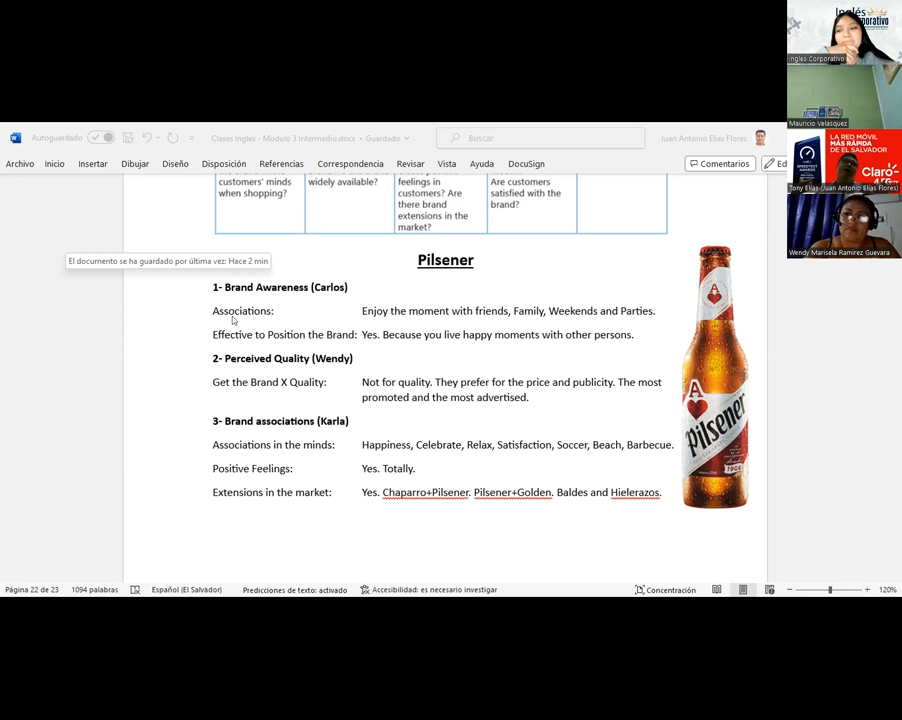 Inglés
Corporativo
Ingles Corporativo
Mauricio Velásquez
LA RED MÓVIL
MÁS RÁPIDA
DE EL SALVADOR
Claro
Tony Elías (Juan Antonio Elías Flores)
Wendy Marisela Ramírez Guevara
Autoguardado
Clases Ingles - Modulo 3 Intermedio.docx • Guardado
Buscar
Juan Antonio Elias Flores
Archivo Inicio Insertar Dibujar Diseño Disposición Referencias Correspondencia Revisar Vista Ayuda DocuSign Comentarios Ed
customers' minds
when shopping?
widely available?
feelings in
customers? Are
there brand
extensions in the
market?
Are customers
satisfied with the
brand?
El documento se ha guardado por última vez: Hace 2 min
Pilsener
1- Brand Awareness (Carlos)
Associations: Enjoy the moment with friends, Family, Weekends and Parties.
Effective to Position the Brand: Yes. Because you live happy moments with other persons.
2- Perceived Quality (Wendy)
Get the Brand X Quality: Not for quality. They prefer for the price and publicity. The most
promoted and the most advertised.
3- Brand associations (Karla)
Associations in the minds: Happiness, Celebrate, Relax, Satisfaction, Soccer, Beach, Barbecue.
Positive Feelings: Yes. Totally.
Extensions in the market: Yes. Chaparro+Pilsener. Pilsener+Golden. Baldes and Hielerazos.
A
A
Pilsener
1906
Página 22 de 23 1094 palabras Español (El Salvador) Predicciones de texto: activado Accesibilidad: es necesario investigar Concentración 120%